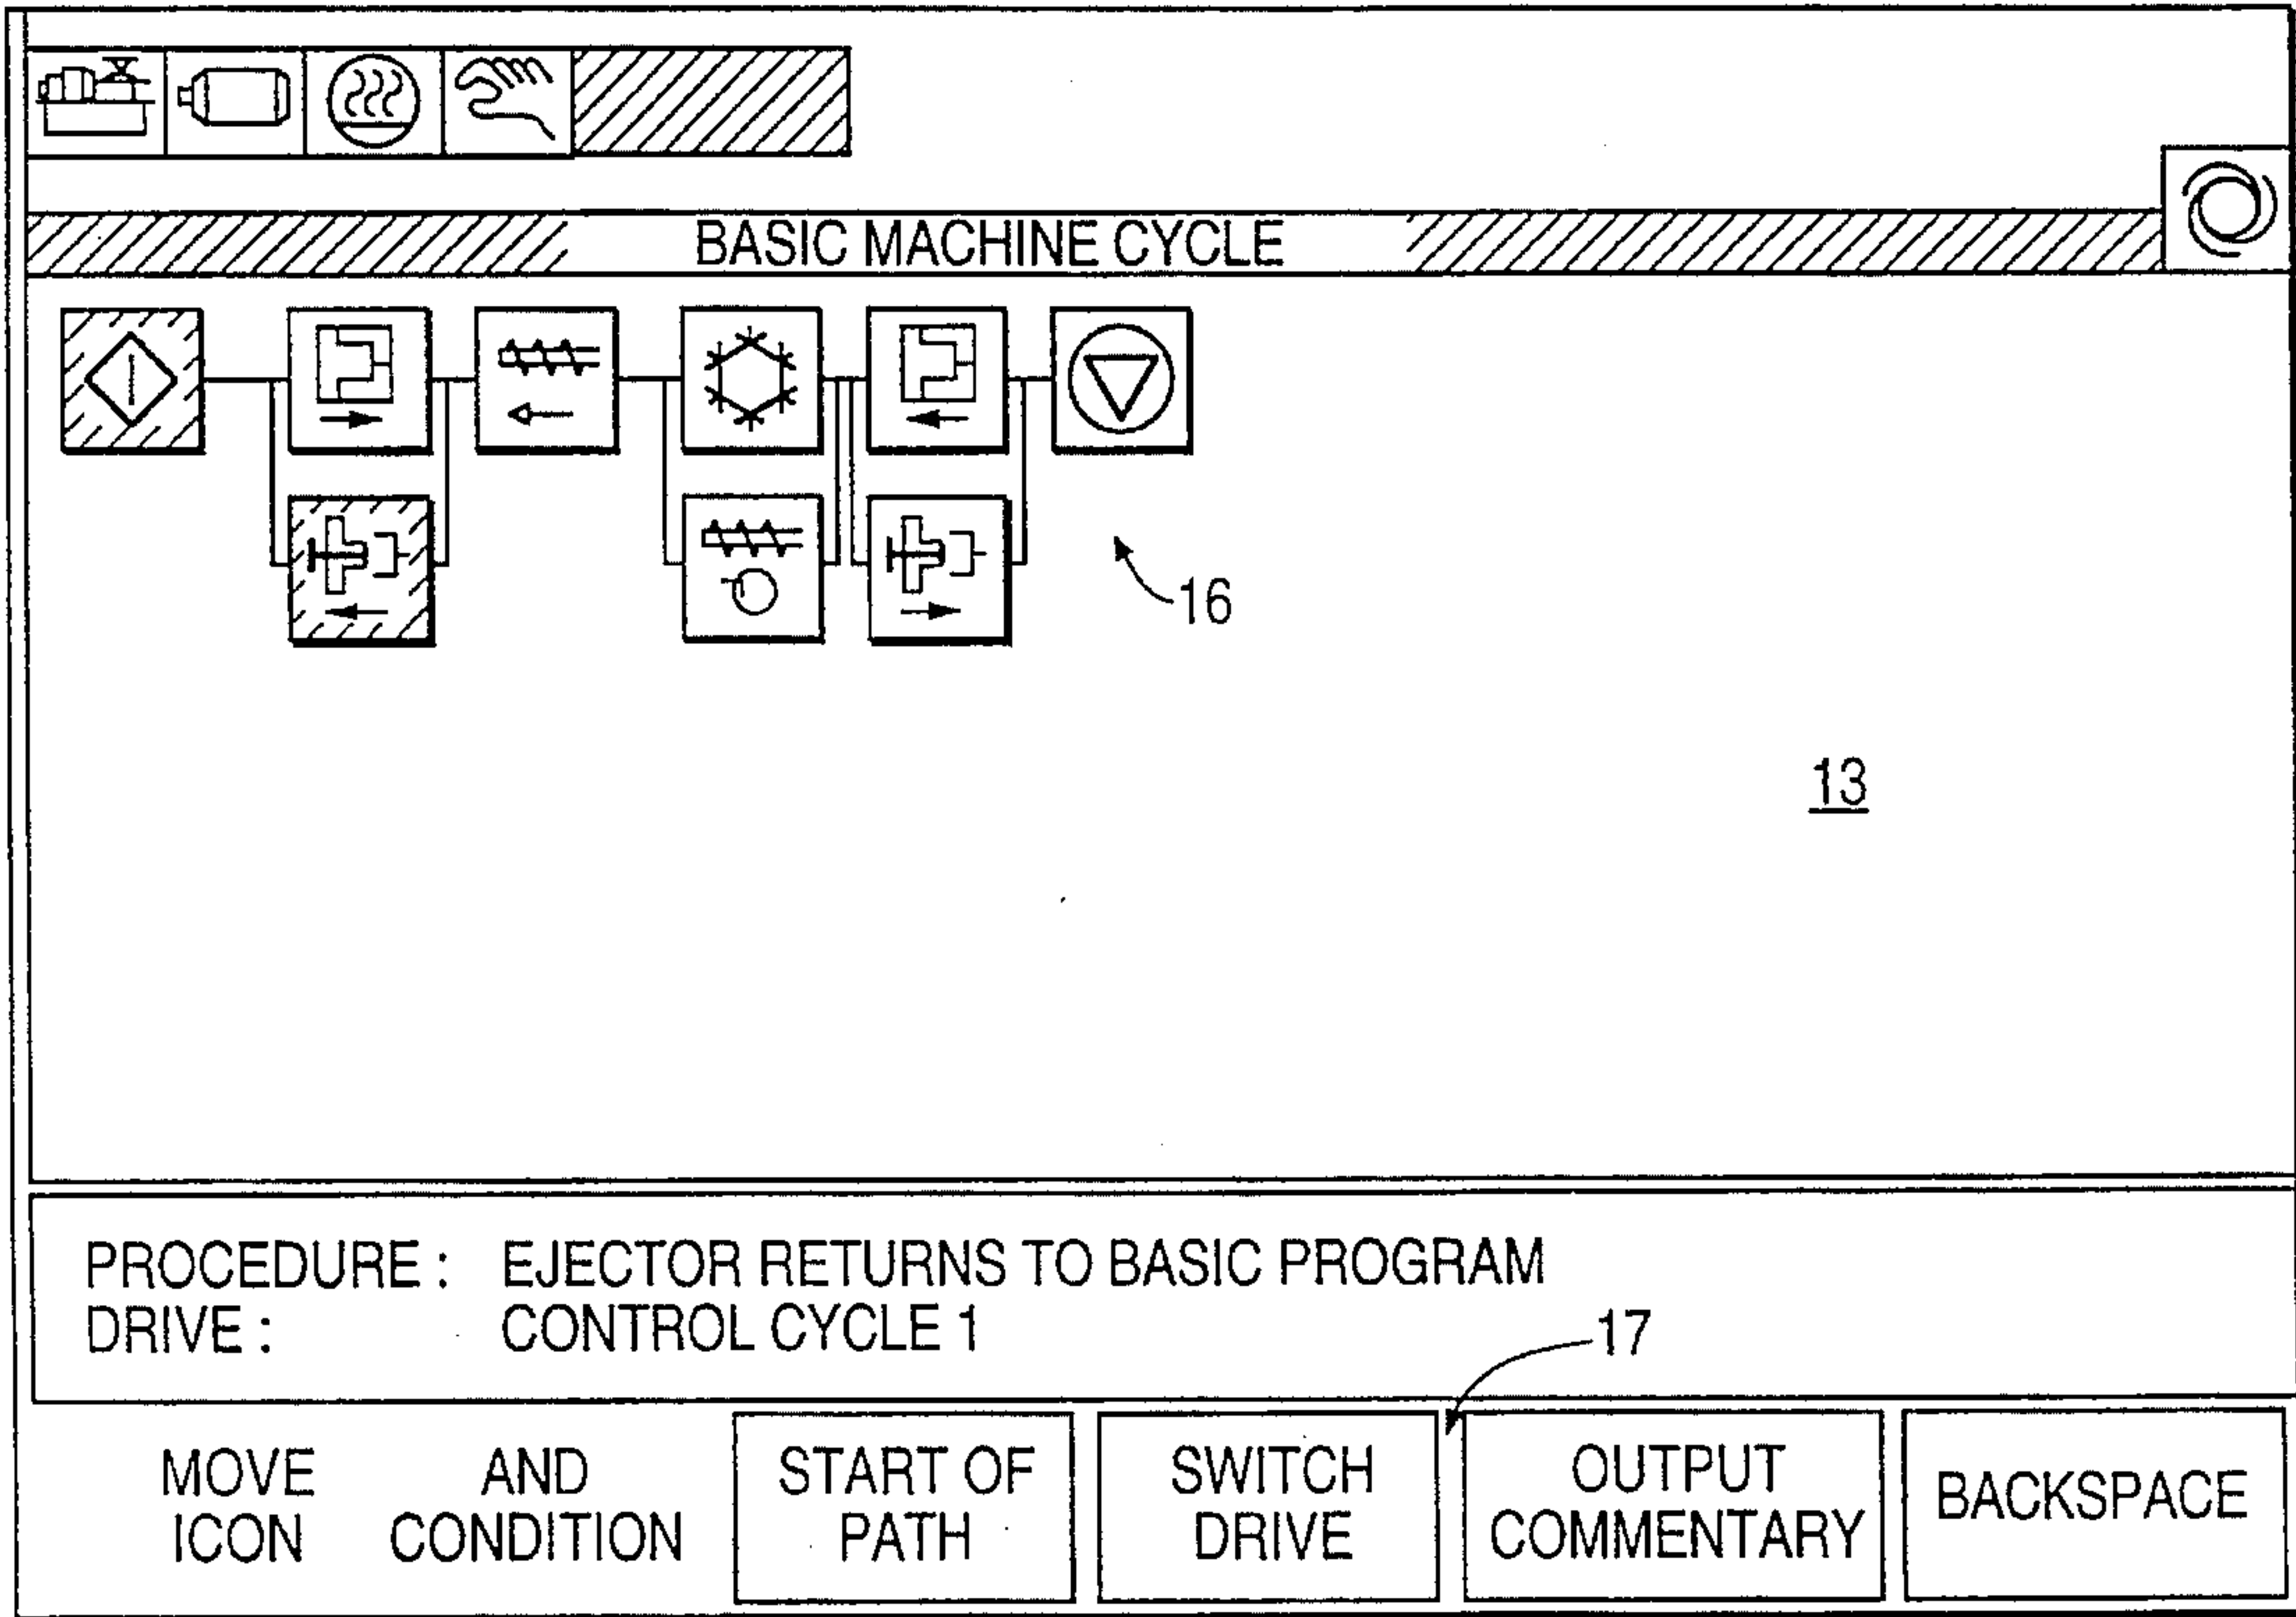 BASIC MACHINE CYCLE
16
13
PROCEDURE : EJECTOR RETURNS TO BASIC PROGRAM
DRIVE : CONTROL CYCLE 1
17
MOVE
ICON
AND
CONDITION
START OF
PATH
SWITCH
DRIVE
OUTPUT
COMMENTARY
BACKSPACE